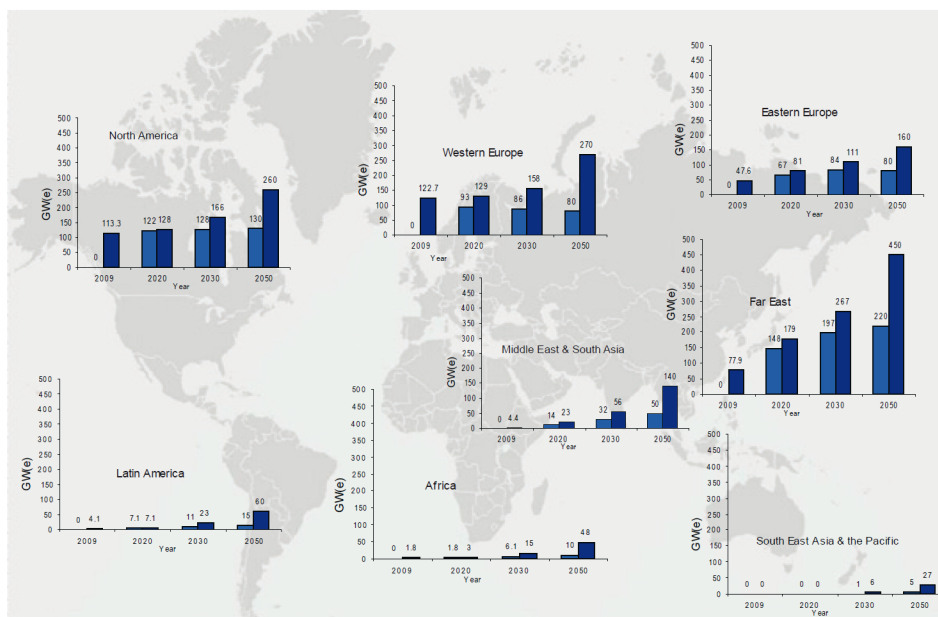 North America
GW(e)
500
450
400
350
300
250
200
150
100
50
0
0 113.3 122 128 128 166 130 260
2009 2020 2030 2050
Year
Western Europe
GW(e)
500
450
400
350
300
250
200
150
100
50
0
0 122.7 93 129 86 158 80 270
2009 2020 2030 2050
Year
Eastern Europe
GW(e)
500
450
400
350
300
250
200
150
100
50
0
0 47.6 67 81 84 111 80 160
2009 2020 2030 2050
Year
Far East
GW(e)
500
450
400
350
300
250
200
150
100
50
0
0 77.9 148 179 197 267 220 450
2009 2020 2030 2050
Year
Middle East & South Asia
GW(e)
500
450
400
350
300
250
200
150
100
50
0
0 4.4 14 23 32 56 50 140
2009 2020 2030 2050
Year
Latin America
GW(e)
500
450
400
350
300
250
200
150
100
50
0
0 4.1 7.1 7.1 11 23 15 60
2009 2020 2030 2050
Year
Africa
GW(e)
500
450
400
350
300
250
200
150
100
50
0
0 1.8 1.8 3 6.1 15 10 48
2009 2020 2030 2050
Year
South East Asia & the Pacific
GW(e)
500
450
400
350
300
250
200
150
100
50
0
0 0 0 0 1 6 5 27
2009 2020 2030 2050
Year